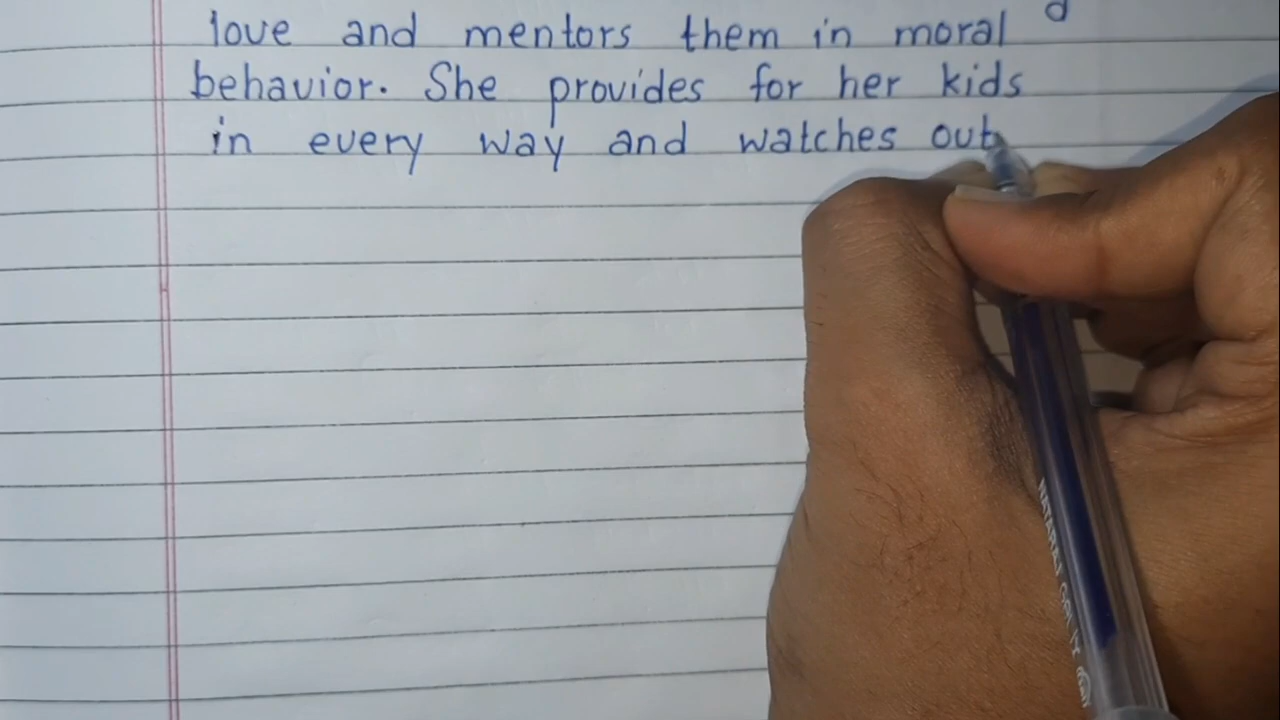 love and mentors them in moral
behavior. She provides for her kids
in every way and watches out